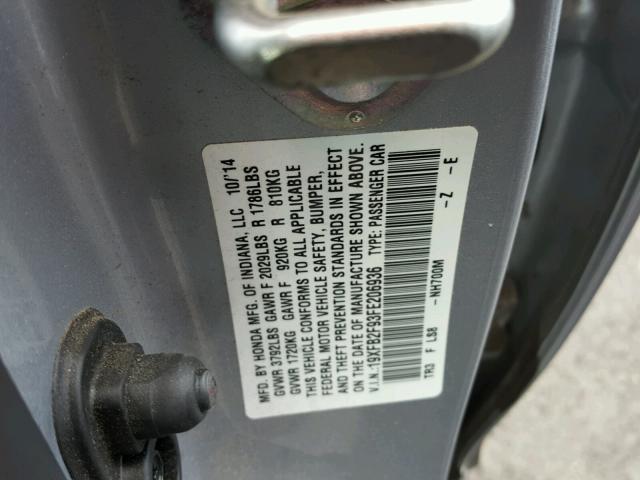 MFD. BY HONDA MFG. OF INDIANA, LLC 10/'14
GVWR 3792LBS GAWR F 2029LBS R 1786LBS
GVWR 1720KG GAWR F 920KG R 810KG
THIS VEHICLE CONFORMS TO ALL APPLICABLE
FEDERAL MOTOR VEHICLE SAFETY, BUMPER,
AND THEFT PREVENTION STANDARDS IN EFFECT
ON THE DATE OF MANUFACTURE SHOWN ABOVE.
V.I.N.:19XFB2F93FE206936 TYPE: PASSENGER CAR
TR3 F LS8 -NH700M -Z -E